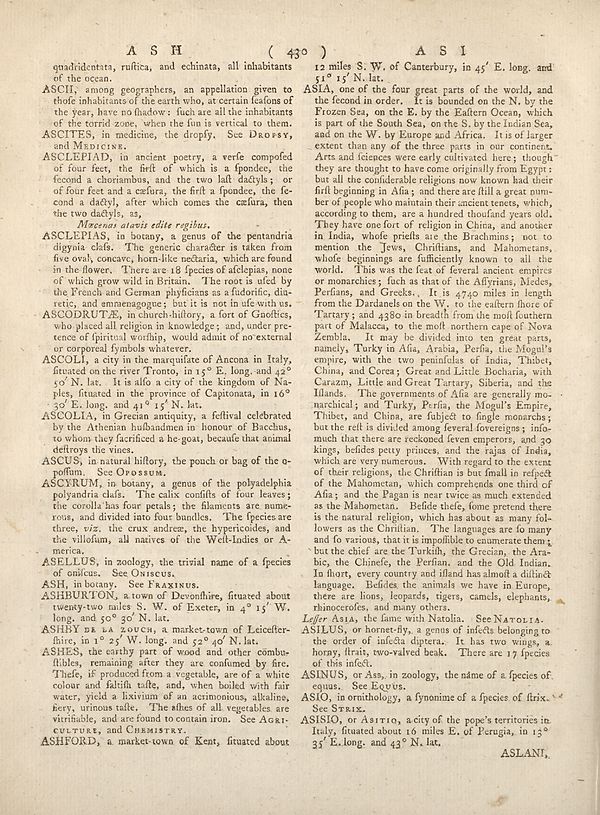 A S H ( 430 ) A S I
quadridentata, ruſtica, and echinata, all inhabitants
of the ocean.
ASCII, among geographers, an appellation given to
thoſe inhabitants of the earth who, at certain ſeaſons of
the year, have no ſhadow: ſuch are all the inhabitants
of the torrid zone, when the ſun is vertical to them.
ASCITES, in medicine, the dropſy. See DROPSY,
and MEDICINE.
ASCLEPIAD, in ancient poetry, a verſe compoſed
of four feet, the firſt of which is a ſpondee, the
ſecond a choriambus, and the two laſt dactyls; or
of four feet and a cæſura, the firſt a ſpondee, the ſe-
cond a dactyl, after which comes the cæſura, then
the two dactyls, as,
Mæcenas atavis edite regibus.
ASCLEPIAS, in botany, a genus of the pentandria
digynia claſs. The generic character is taken from
five oval, concave, horn-like nectaria, which are found
in the flower. There are 18 ſpecies of aſclepias, none
of which grow wild in Britain. The root is uſed by
the French and German phyſicians as a ſudorific, diu-
retic, and emmenagogue; but it is not in uſe with us.
ASCODRUTÆ, in church-hiſtory, a ſort of Gnoſtics,
who placed all religion in knowledge; and, under pre-
tence of ſpiritual worſhip, would admit of no external
or corporeal ſymbols whatever.
ASCOLI, a city in the marquiſate of Ancona in Italy,
ſituated on the river Tronto, in 15° E. long. and 42°
50′ N. lat. It is alſo a city of the kingdom of Na-
ples, ſituated in the province of Capitonata, in 16°
30′ E. long. and 41° 15′ N. lat.
ASCOLIA, in Grecian antiquity, a feſtival celebrated
by the Athenian huſbandmen in honour of Bacchus,
to whom they ſacrificed a he-goat, becauſe that animal
deſtroys the vines.
ASCUS, in natural hiſtory, the pouch or bag of the o-
poſſum. See OPOSSUM.
ASCYRUM, in botany, a genus of the polyadelphia
polyandria claſs. The calix conſiſts of four leaves;
the corolla has four petals; the filaments are nume-
rous, and divided into four bundles. The ſpecies are
three, viz. the crux andreæ, the hypericoides, and
the villoſum, all natives of the Weſt-Indies or A-
merica.
ASELLUS, in zoology, the trivial name of a ſpecies
of oniſcus. See ONISCUS.
ASH, in botany. See FRAXINUS.
ASHBURTON, a town of Devonſhire, ſituated about
twenty-two miles S. W. of Exeter, in 4° 15′ W.
long. and 50° 30′ N. lat.
ASHBY DE LA ZOUCH, a market-town of Leiceſter-
ſhire, in 1° 25′ W. long. and 52° 40′ N. lat.
ASHES, the earthy part of wood and other combu-
ſtibles, remaining after they are conſumed by fire.
Theſe, if produced from a vegetable, are of a white
colour and ſaltiſh taſte, and, when boiled with fair
water, yield a lixivium of an acrimonious, alkaline,
fiery, urinous taſte. The aſhes of all vegetables are
vitrifiable, and are found to contain iron. See AGRI-
CULTURE, and CHEMISTRY.
ASHFORD, a market-town of Kent, ſituated about
12 miles S. W. of Canterbury, in 45′ E. long. and
51° 15′ N. lat.
ASIA, one of the four great parts of the world, and
the ſecond in order. It is bounded on the N. by the
Frozen Sea, on the E. by the Eaſtern Ocean, which
is part of the South Sea, on the S. by the Indian Sea,
and on the W. by Europe and Africa. It is of larger
extent than any of the three parts in our continent.
Arts and ſciences were early cultivated here; though
they are thought to have come originally from Egypt:
but all the conſiderable religions now known had their
firſt beginning in Aſia; and there are ſtill a great num-
ber of people who maintain their ancient tenets, which,
according to them, are a hundred thouſand years old.
They have one ſort of religion in China, and another
in India, whoſe prieſts are the Brachmins; not to
mention the Jews, Chriſtians, and Mahometans,
whoſe beginnings are ſufficiently known to all the
world. This was the ſeat of ſeveral ancient empires
or monarchies; ſuch as that of the Aſſyrians, Medes,
Perſians, and Greeks. It is 4740 miles in length
from the Dardanels on the W. to the eaſtern ſhore of
Tartary; and 4380 in breadth from the moſt ſouthern
part of Malacca, to the moſt northern cape of Nova
Zembla. It may be divided into ten great parts,
namely, Turky in Aſia, Arabia, Perſia, the Mogul's
empire, with the two peninſulas of India, Thibet,
China, and Corea; Great and Little Bocharia, with
Carazm, Little and Great Tartary, Siberia, and the
Iſlands. The governments of Aſia are generally mo-
narchical; and Turky, Perſia, the Mogul's Empire,
Thibet, and China, are ſubject to ſingle monarchs;
but the reſt is divided among ſeveral ſovereigns; inſo-
much that there are reckoned ſeven emperors, and 30
kings, beſides petty princes, and the rajas of India,
which are very numerous. With regard to the extent
of their religions, the Chriſtian is but ſmall in reſpect
of the Mahometan, which comprehends one third of
Aſia; and the Pagan is near twice as much extended
as the Mahometan. Beſide theſe, ſome pretend there
is the natural religion, which has about as many fol-
lowers as the Chriſtian. The languages are ſo many
and ſo various, that it is impoſſible to enumerate them;
but the chief are the Turkiſh, the Grecian, the Ara-
bic, the Chineſe, the Perſian, and the Old Indian.
In ſhort, every country and iſland has almoſt a diſtinct
language. Beſides the animals we have in Europe,
there are lions, leopards, tigers, camels, elephants,
rhinoceroſes, and many others.
Leſſer ASIA, the ſame with Natolia. See NATOLIA.
ASILUS, or hornet-fly, a genus of inſects belonging to
the order of inſecta diptera. It has two wings, a
horny, ſtrait, two-valved beak. There are 17 ſpecies
of this inſect.
ASINUS, or Aſs, in zoology, the name of a ſpecies of
equus. See EQUUS.
ASIO, in ornithology, a ſynonime of a ſpecies of ſtrix.
See STRIX.
ASISIO, or ASITIO, a city of the pope's territories in
Italy, ſituated about 16 miles E. of Perugia, in 13°
35′ E. long. and 43° N. lat.
ASLANI,